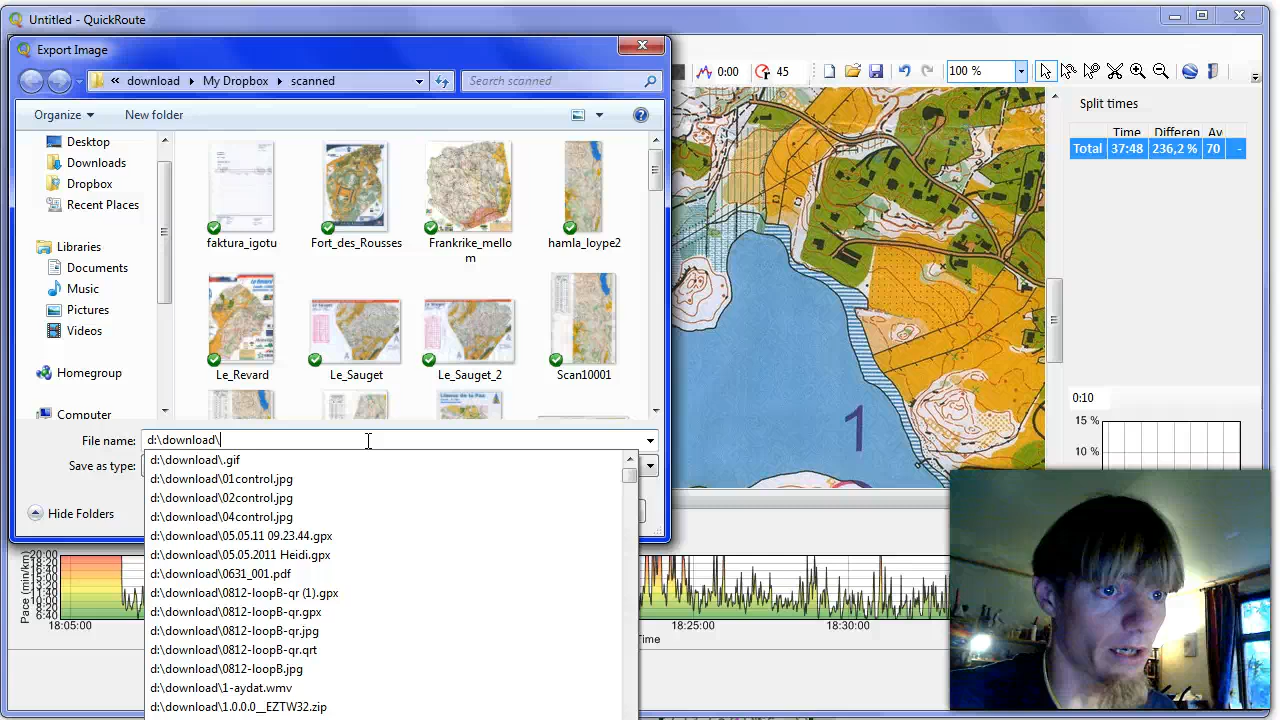 Untitled - QuickRoute
Export Image
download
My Dropbox
scanned
Search scanned
0:00
45
100 %
Organize
New folder
Split times
Time
Differen
Av
Total
37:48
236,2 %
70
-
Desktop
Downloads
Dropbox
Recent Places
Libraries
Documents
Music
Pictures
Videos
Homegroup
Computer
faktura_igotu
Fort_des_Rousses
Frankrike_mello
m
hamla_loype2
Le_Revard
Le_Sauget
Le_Sauget_2
Scan10001
1
0:10
15 %
10 %
File name:
d:\download\
Save as type:
Hide Folders
d:\download\.gif
d:\download\01control.jpg
d:\download\02control.jpg
d:\download\04control.jpg
d:\download\05.05.11 09.23.44.gpx
d:\download\05.05.2011 Heidi.gpx
d:\download\0631_001.pdf
d:\download\0812-loopB-qr (1).gpx
d:\download\0812-loopB-qr.gpx
d:\download\0812-loopB-qr.jpg
d:\download\0812-loopB-qr.qrt
d:\download\0812-loopB.jpg
d:\download\1-aydat.wmv
d:\download\1.0.0.0__EZTW32.zip
Pace (min/km)
20:00
6:40
18:05:00
18:25:00
18:30:00
Time